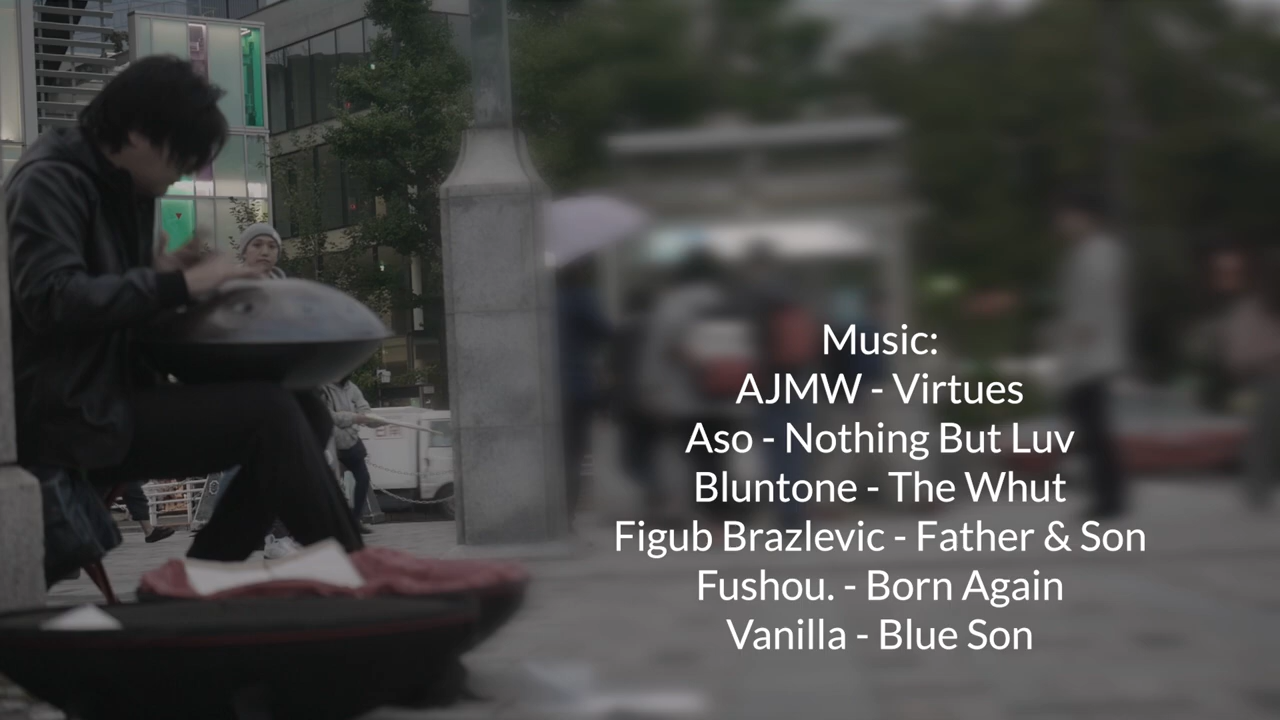 Music:
AJMW - Virtues
Aso - Nothing But Luv
Bluntone - The Whut
Figub Brazlevic - Father & Son
Fushou. - Born Again
Vanilla - Blue Son